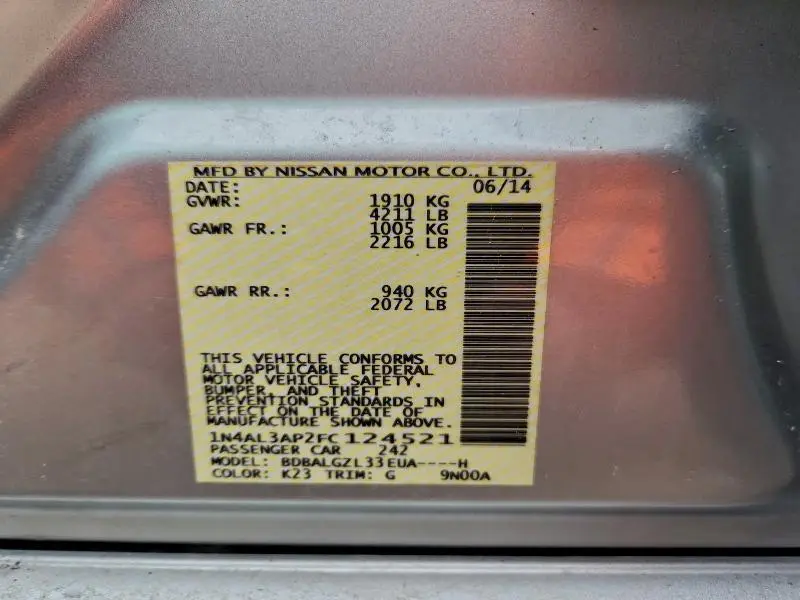 MFD BY NISSAN MOTOR CO., LTD.
DATE: 06/14
GVWR: 1910 KG
4211 LB
GAWR FR.: 1005 KG
2216 LB
GAWR RR.: 940 KG
2072 LB
THIS VEHICLE CONFORMS TO
ALL APPLICABLE FEDERAL
MOTOR VEHICLE SAFETY,
BUMPER, AND THEFT
PREVENTION STANDARDS IN
EFFECT ON THE DATE OF
MANUFACTURE SHOWN ABOVE.
1N4AL3AP2FC124521
PASSENGER CAR 242
MODEL: BDBALGZL33EUA----H
COLOR: K23 TRIM: G 9N00A